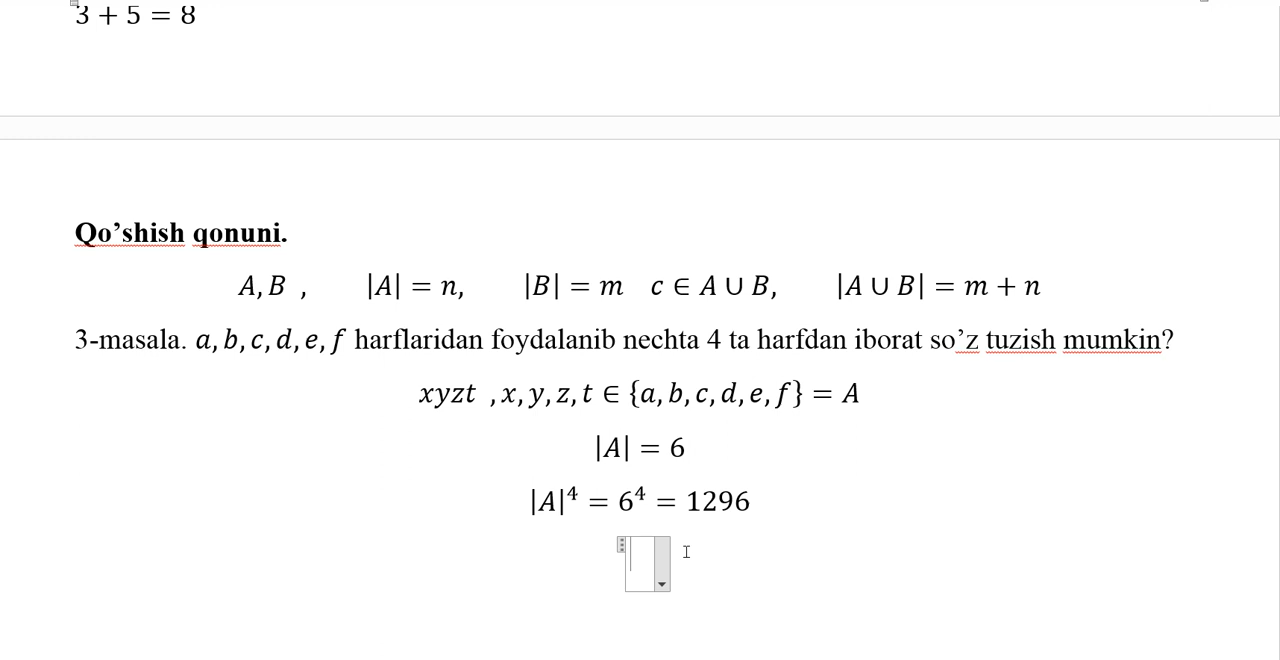 3 + 5 = 8
Qo’shish qonuni.
A, B , |A| = n, |B| = m c ∈ A ∪ B, |A ∪ B| = m + n
3-masala. a, b, c, d, e, f harflaridan foydalanib nechta 4 ta harfdan iborat so’z tuzish mumkin?
xyzt , x, y, z, t ∈ {a, b, c, d, e, f} = A
|A| = 6
|A|⁴ = 6⁴ = 1296